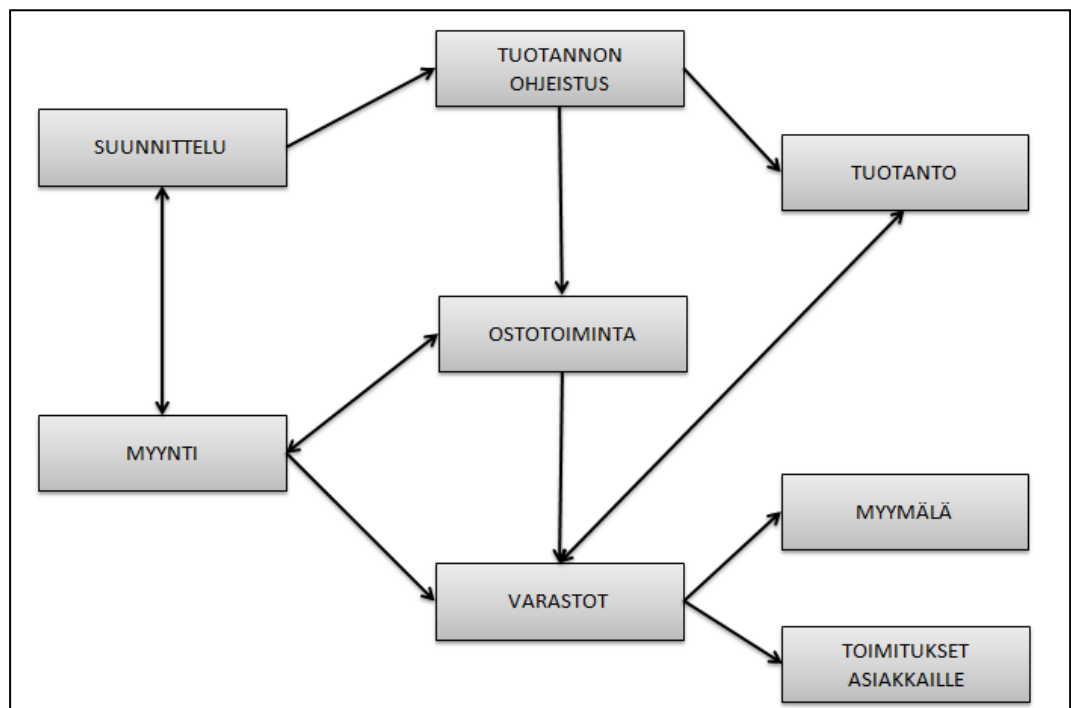 TUOTANNON
OHJEISTUS
SUUNNITTELU
TUOTANTO
OSTOTOIMINTA
MYYNTI
MYYMÄLÄ
VARASTOT
TOIMITUKSET
ASIAKKAILLE